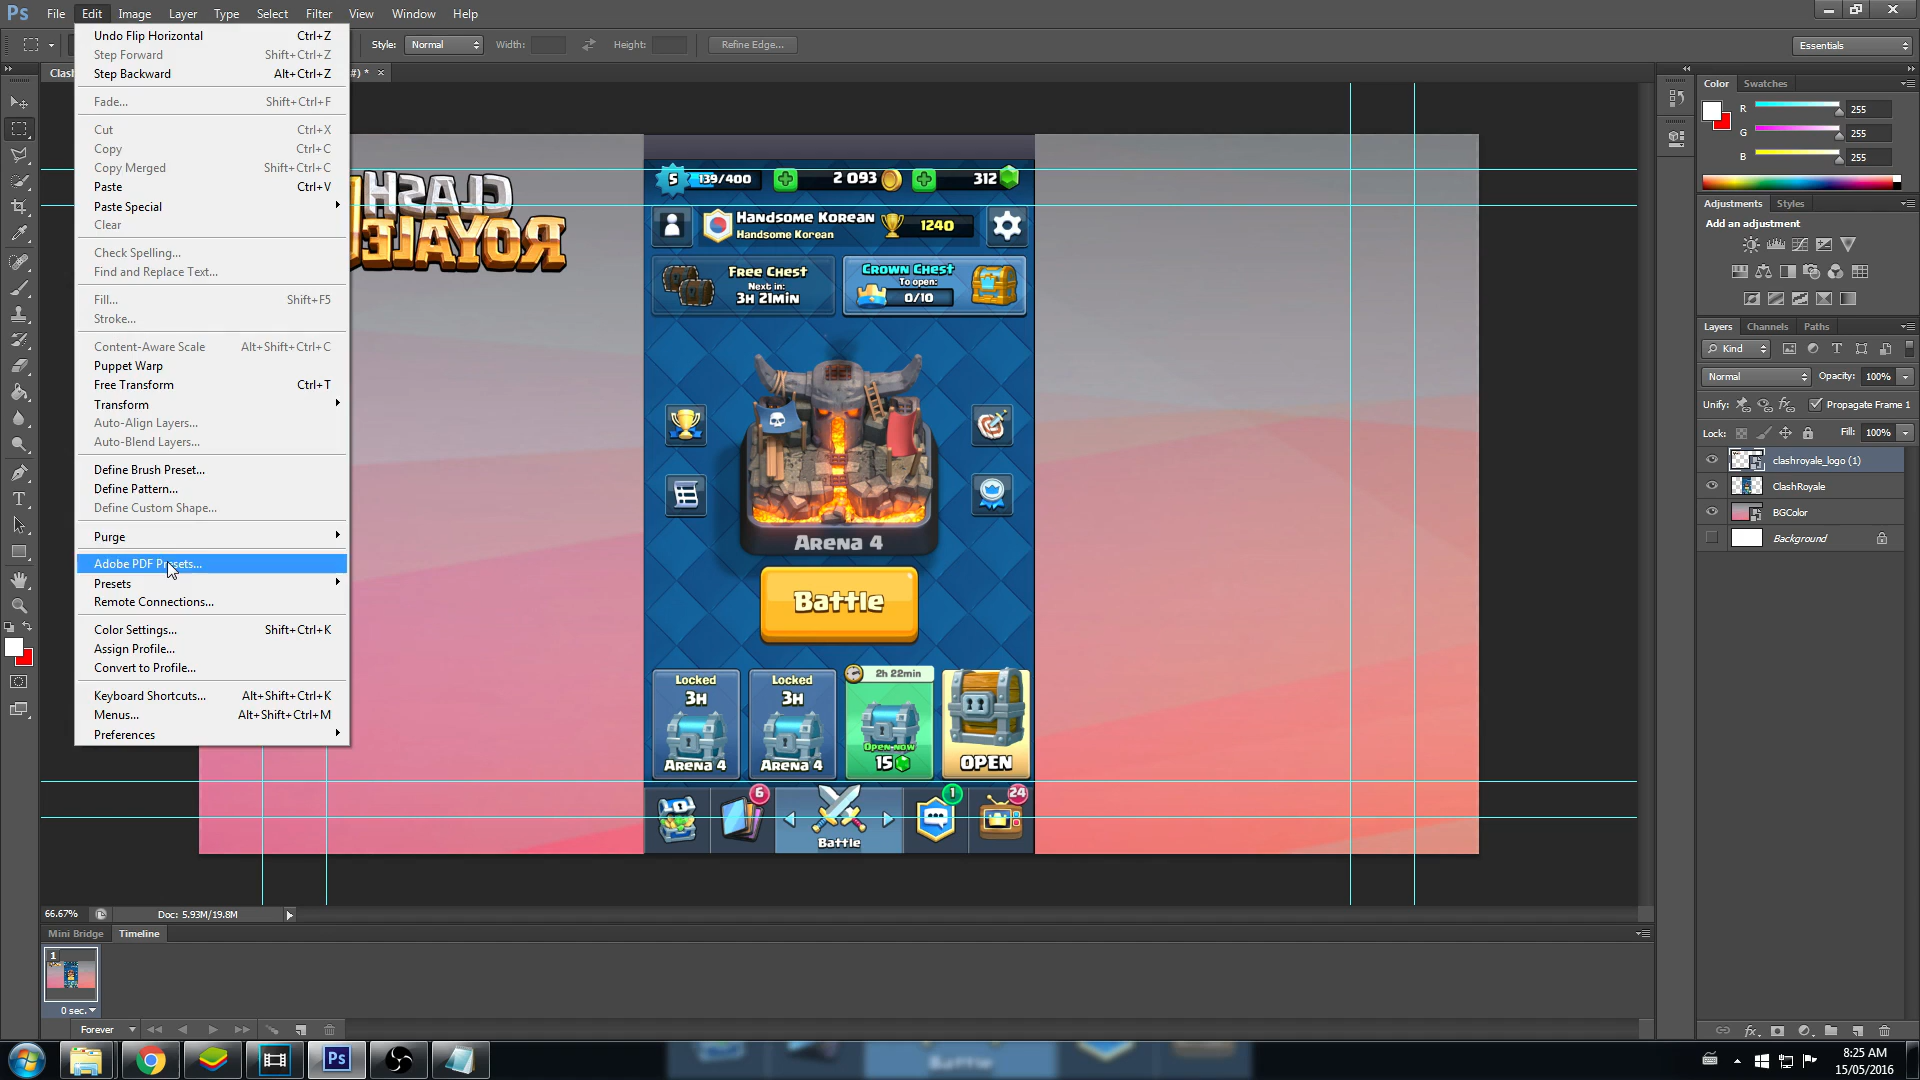 Ps File Edit Image Layer Type Select Filter View Window Help
Style: Normal Width: Height: Refine Edge... Essentials
Clas #) * ×
Undo Flip Horizontal Ctrl+Z
Step Forward Shift+Ctrl+Z
Step Backward Alt+Ctrl+Z
Fade... Shift+Ctrl+F
Cut Ctrl+X
Copy Ctrl+C
Copy Merged Shift+Ctrl+C
Paste Ctrl+V
Paste Special
Clear
Check Spelling...
Find and Replace Text...
Fill... Shift+F5
Stroke...
Content-Aware Scale Alt+Shift+Ctrl+C
Puppet Warp
Free Transform Ctrl+T
Transform
Auto-Align Layers...
Auto-Blend Layers...
Define Brush Preset...
Define Pattern...
Define Custom Shape...
Purge
Adobe PDF Presets...
Presets
Remote Connections...
Color Settings... Shift+Ctrl+K
Assign Profile...
Convert to Profile...
Keyboard Shortcuts... Alt+Shift+Ctrl+K
Menus... Alt+Shift+Ctrl+M
Preferences
CLASH
ROYALE
5 139/400 2 093 312
Handsome Korean
Handsome Korean
1240
Free Chest
Next in:
3h 21min
Crown Chest
To open:
0/10
Arena 4
Battle
Locked
3h
Arena 4
Locked
3h
Arena 4
2h 22min
Open now
15
OPEN
6
Battle
1
24
Color Swatches
R 255
G 255
B 255
Adjustments Styles
Add an adjustment
Layers Channels Paths
Kind
Normal Opacity: 100%
Unify: Propagate Frame 1
Lock: Fill: 100%
clashroyale_logo (1)
ClashRoyale
BGColor
Background
66.67% Doc: 5.93M/19.8M
Mini Bridge Timeline
1
0 sec.
Forever
Ps
Battle
8:25 AM
15/05/2016